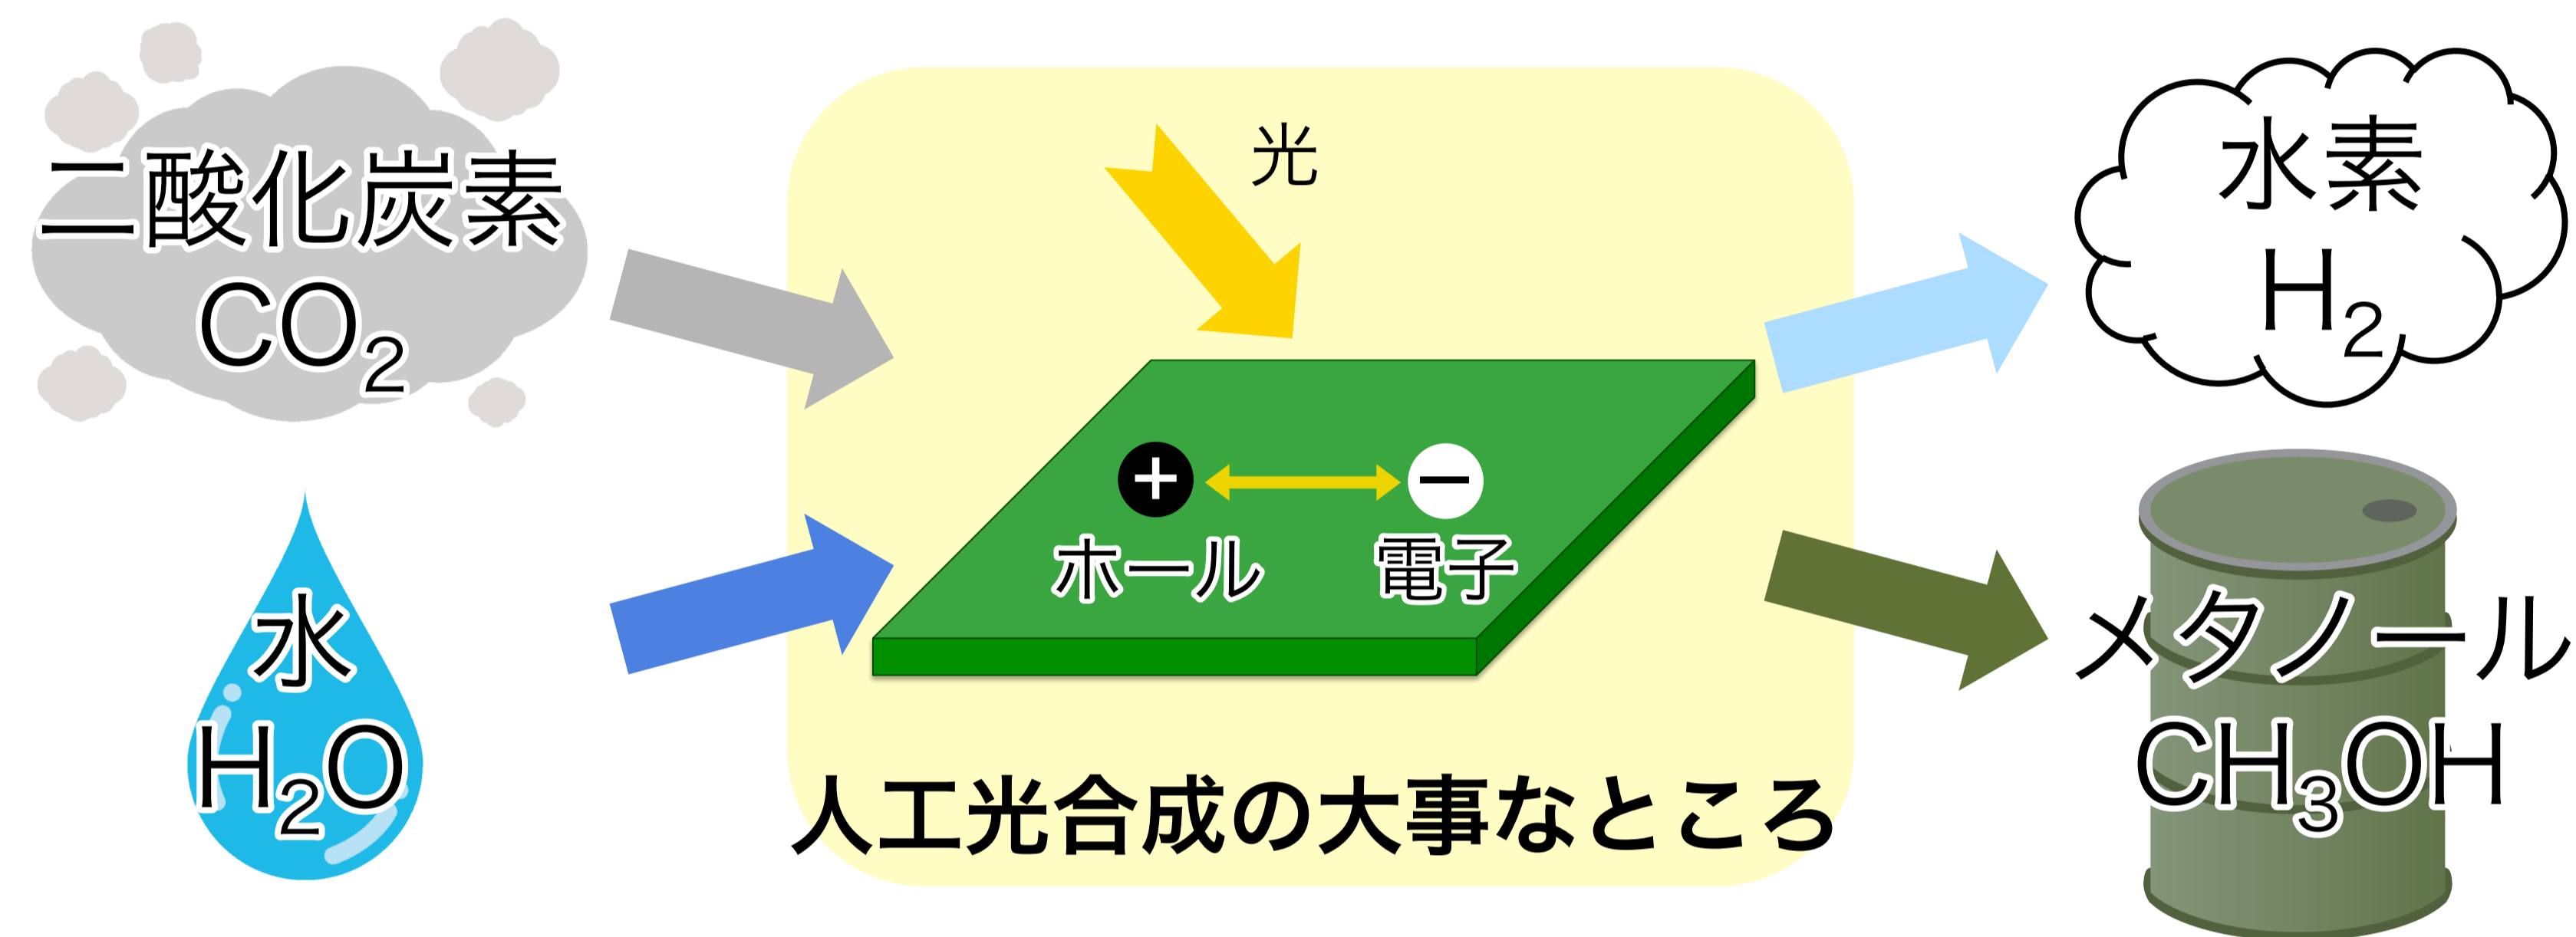 二酸化炭素
CO₂
水
H₂O
光
+
−
ホール
電子
人工光合成の大事なところ
水素
H₂
メタノール
CH₃OH